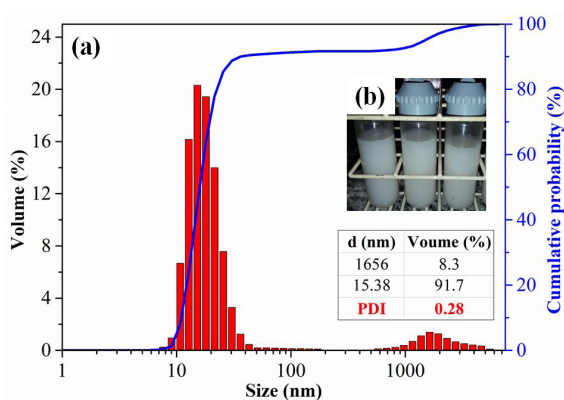 (a)
(b)
24
20
16
12
8
4
0
Volume (%)
100
80
60
40
20
0
Cumulative probability (%)
d (nm) Voume (%)
1656 8.3
15.38 91.7
PDI 0.28
1 10 100 1000
Size (nm)